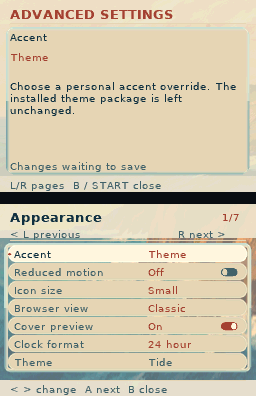 ADVANCED SETTINGS
Accent
Theme
Choose a personal accent override. The
installed theme package is left
unchanged.
Changes waiting to save
L/R pages  B / START close
Appearance 1/7
< L previous R next >
Accent Theme
Reduced motion Off
Icon size Small
Browser view Classic
Cover preview On
Clock format 24 hour
Theme Tide
< > change  A next  B close